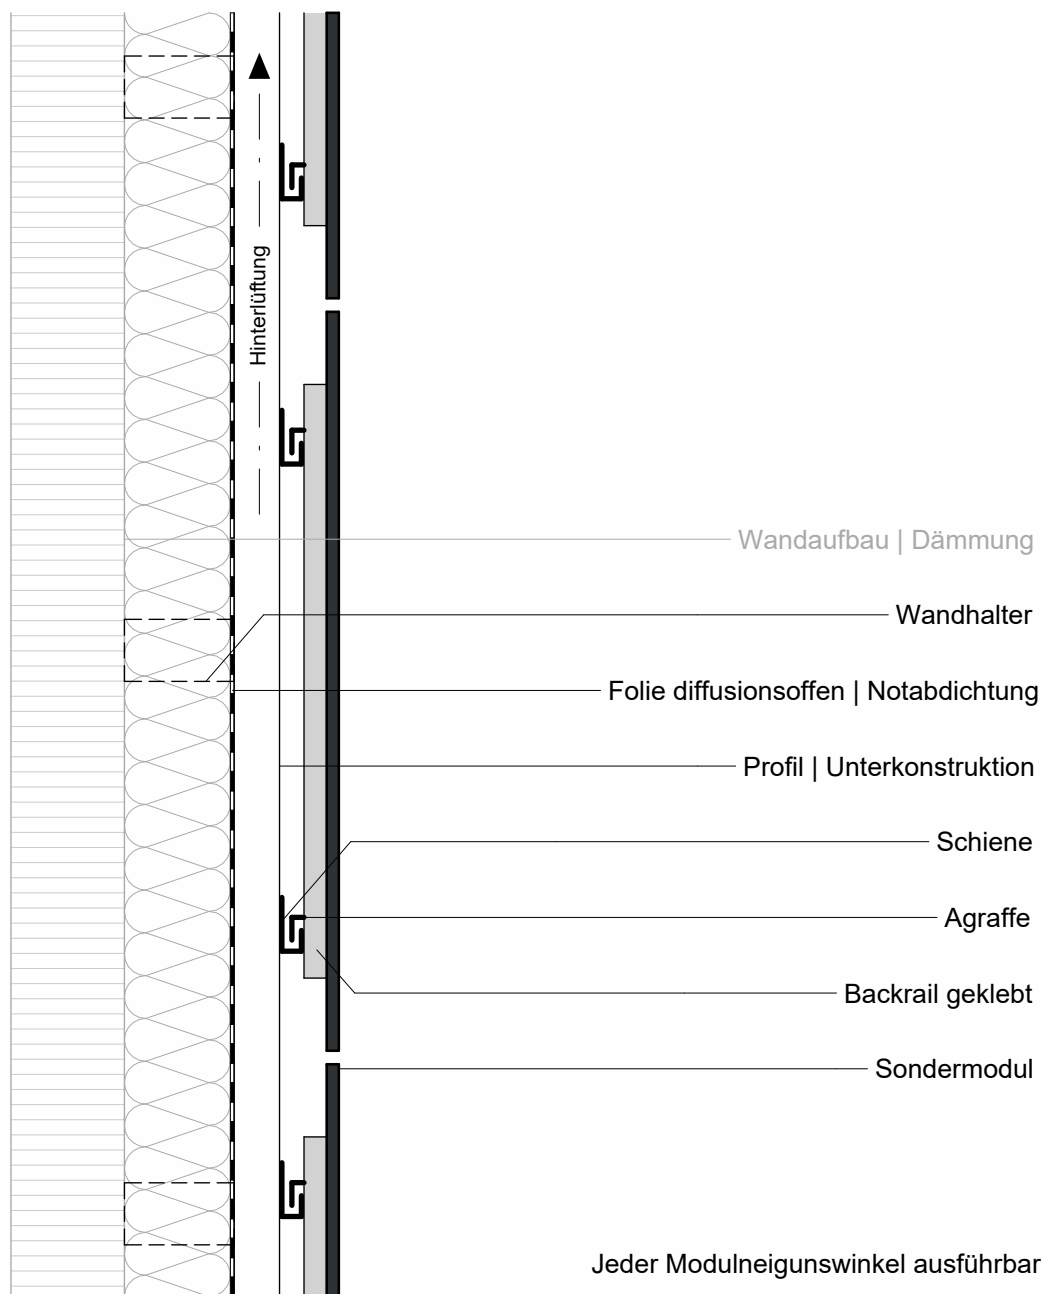 Hinterlüftung
Wandaufbau | Dämmung
Wandhalter
Folie diffusionsoffen | Notabdichtung
Profil | Unterkonstruktion
Schiene
Agraffe
Backrail geklebt
Sondermodul
Jeder Modulneigunswinkel ausführbar